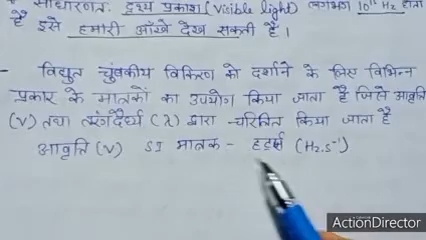 साधारणतः दृश्य प्रकाश (visible light) लगभग 10¹⁵ Hz होता
है इसे हमारी आँखे देख सकती है।
- विद्युत चुंबकीय विकिरण को दर्शाने के लिए विभिन्न
प्रकार के मात्रकों का उपयोग किया जाता है जिसे आवृत्ति
(ν) तथा तरंगदैर्ध्य (λ) द्वारा चरित्रित किया जाता है
आवृत्ति (ν) SI मात्रक - हर्ट्ज (Hz.s⁻¹)
ActionDirector